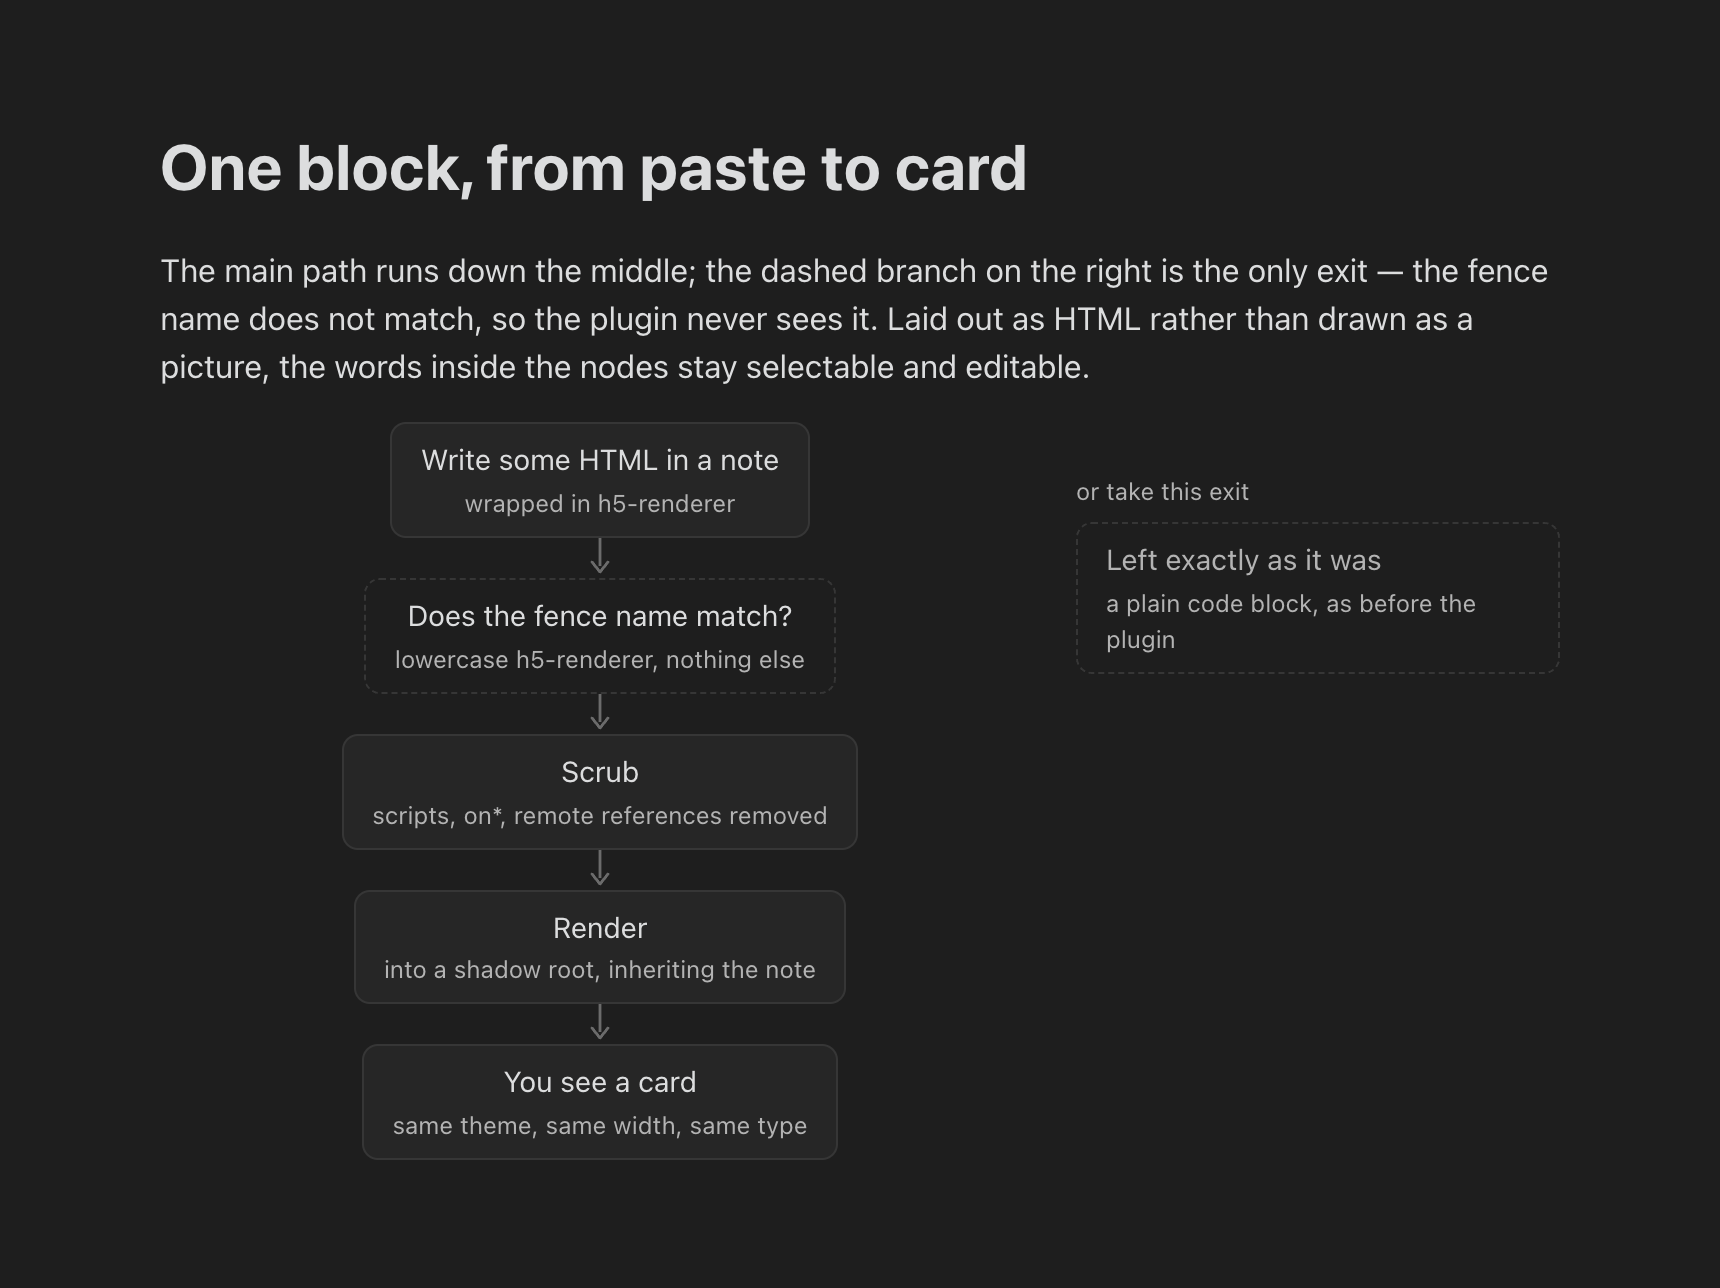 One block, from paste to card
The main path runs down the middle; the dashed branch on the right is the only exit — the fence
name does not match, so the plugin never sees it. Laid out as HTML rather than drawn as a
picture, the words inside the nodes stay selectable and editable.
Write some HTML in a note
wrapped in h5-renderer
Does the fence name match?
lowercase h5-renderer, nothing else
Scrub
scripts, on*, remote references removed
Render
into a shadow root, inheriting the note
You see a card
same theme, same width, same type
or take this exit
Left exactly as it was
a plain code block, as before the
plugin